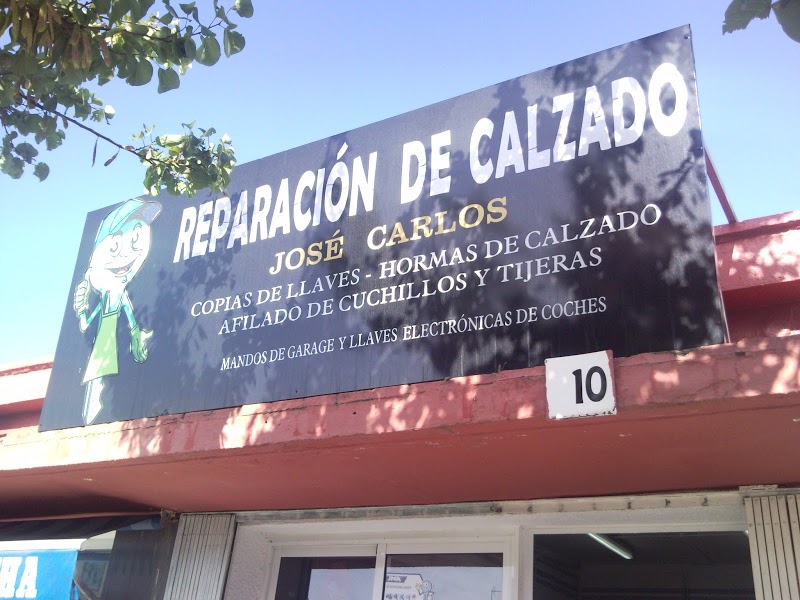 REPARACIÓN DE CALZADO
JOSÉ CARLOS
COPIAS DE LLAVES - HORMAS DE CALZADO
AFILADO DE CUCHILLOS Y TIJERAS
MANDOS DE GARAGE Y LLAVES ELECTRÓNICAS DE COCHES
10
HA